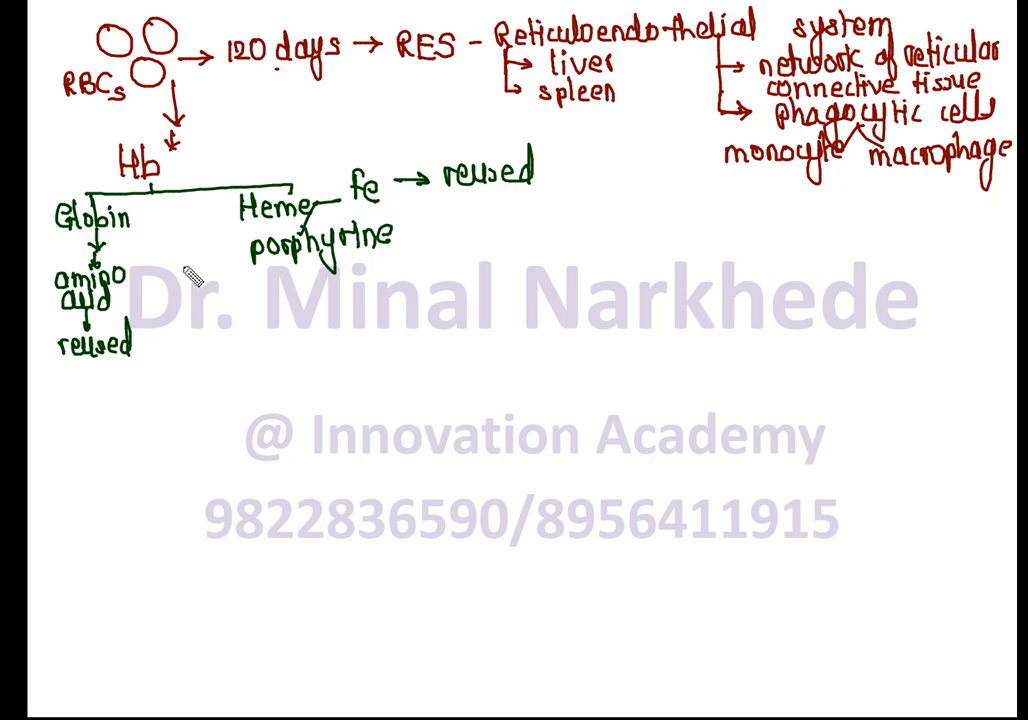 RBCs → 120 days → RES - Reticuloendothelial system
→ liver
→ spleen
→ network of reticular connective tissue
→ phagocytic cells
monocyte macrophage
Hb
Globin
Heme
Fe → reused
porphyrine
amigo acid
reused
Dr. Minal Narkhede
@ Innovation Academy
9822836590/8956411915